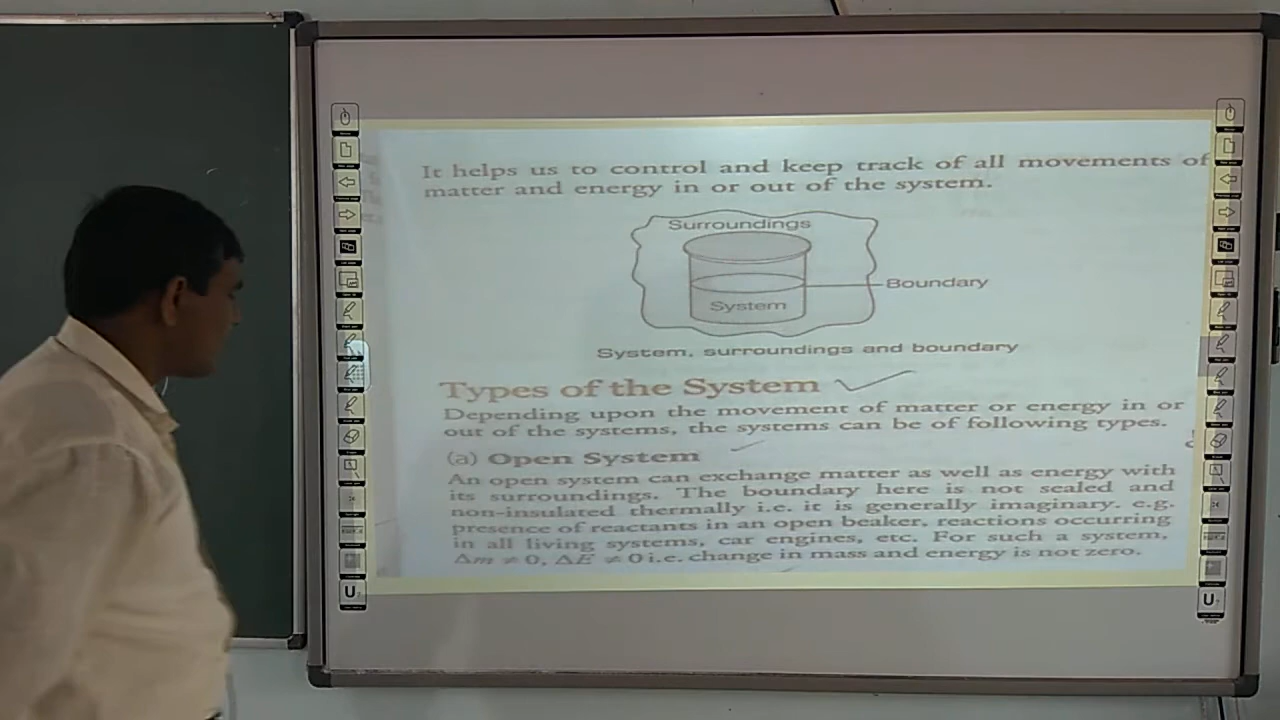 It helps us to control and keep track of all movements of
matter and energy in or out of the system.
Surroundings
Boundary
System
System, surroundings and boundary
Types of the System
Depending upon the movement of matter or energy in or
out of the systems, the systems can be of following types.
(a) Open System
An open system can exchange matter as well as energy with
its surroundings. The boundary here is not sealed and
non-insulated thermally i.e. it is generally imaginary. e.g.
presence of reactants in an open beaker, reactions occurring
in all living systems, car engines, etc. For such a system,
Δm ≠ 0, ΔE ≠ 0 i.e. change in mass and energy is not zero.